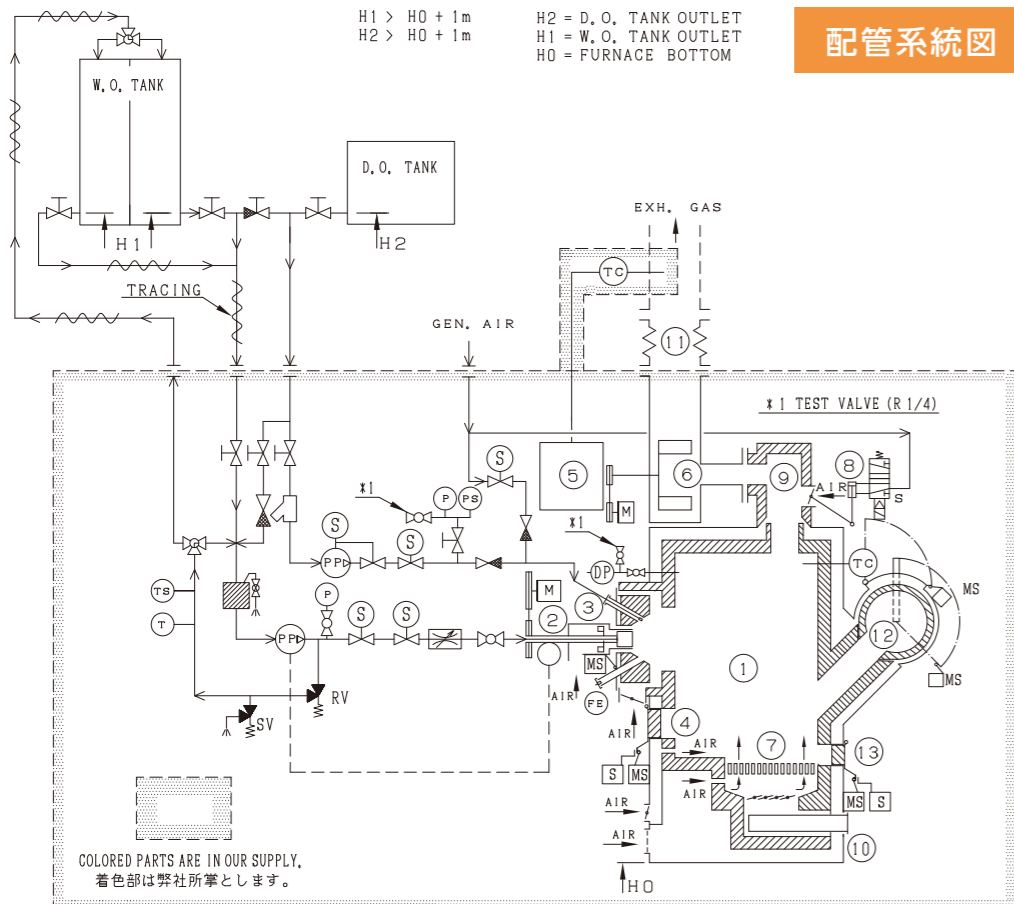 H1 > H0 + 1m
H2 > H0 + 1m
H2 = D.O. TANK OUTLET
H1 = W.O. TANK OUTLET
H0 = FURNACE BOTTOM
配管系統図
W.O. TANK
D.O. TANK
H1
H2
EXH. GAS
TC
TRACING
GEN. AIR
11
*1 TEST VALVE (R1/4)
S
5
6
9
8
AIR
S
*1
P
PS
M
*1
S
S
PP
DP
TC
MS
TS
T
P
M
3
2
S
S
PP
12
1
MS
MS
AIR
FE
RV
SV
4
AIR
7
13
S
MS
AIR
MS
S
AIR
AIR
10
H0
COLORED PARTS ARE IN OUR SUPPLY.
着色部は弊社所掌とします。